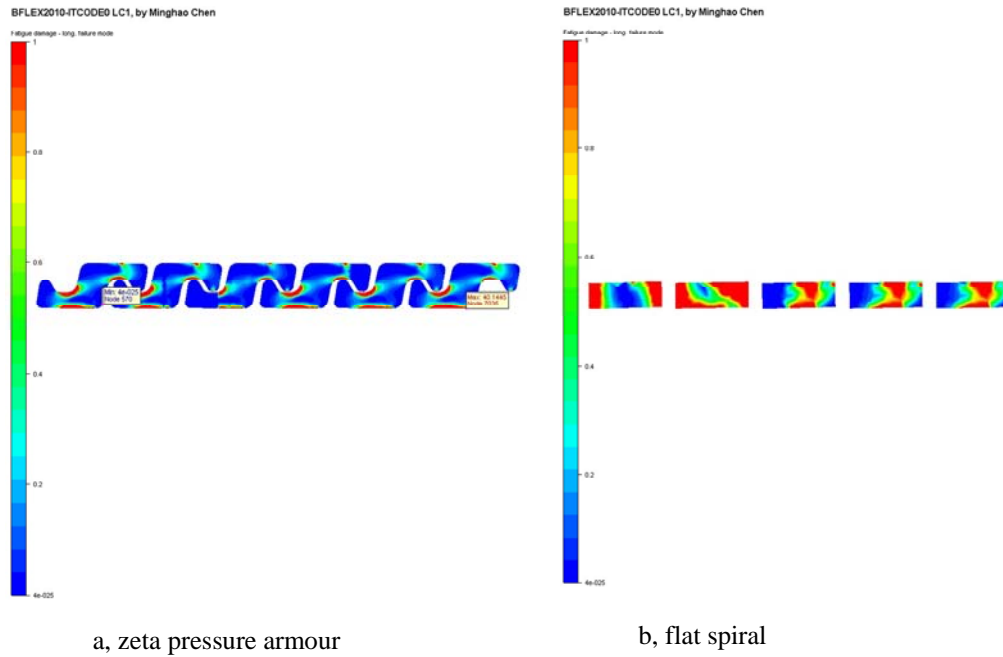 BFLEX2010-ITCODE0 LC1, by Minghao Chen
Fatigue damage - long. failure mode
1
0.8
0.6
0.4
0.2
4e-025
Min: 4e-025
Node 570
Max: 40.1445
a, zeta pressure armour
BFLEX2010-ITCODE0 LC1, by Minghao Chen
Fatigue damage - long. failure mode
1
0.8
0.6
0.4
0.2
4e-025
b, flat spiral